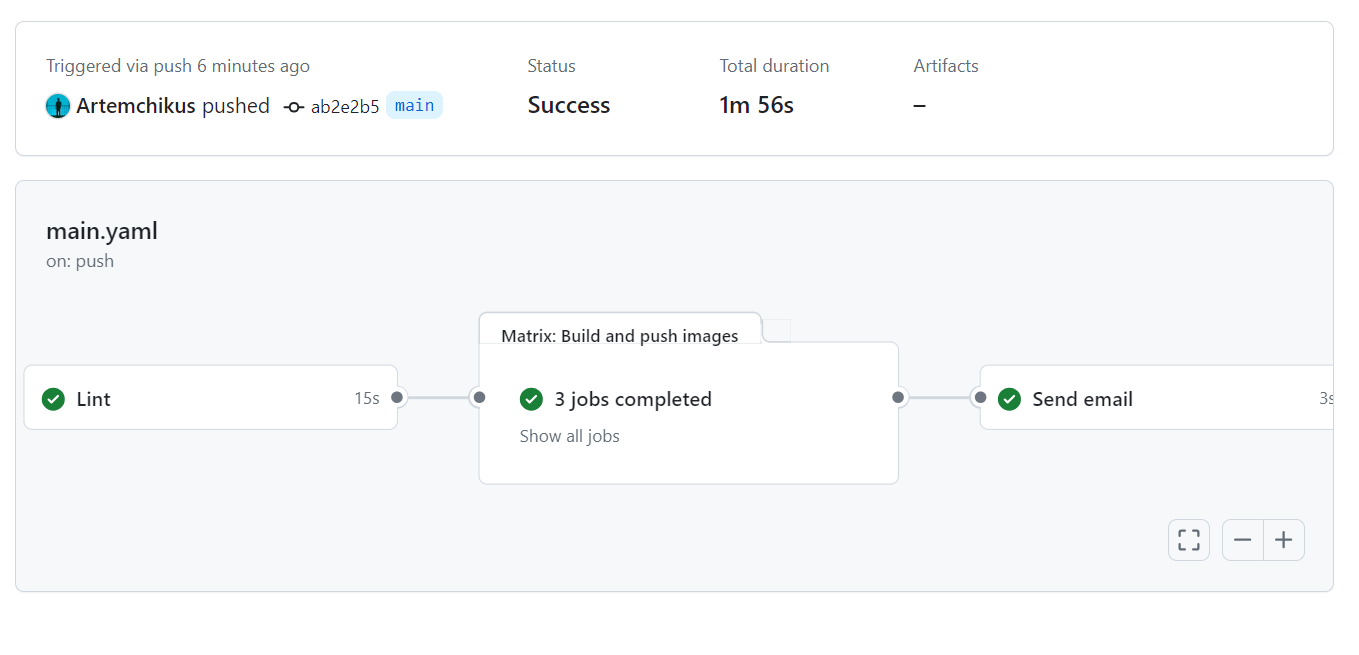 Triggered via push 6 minutes ago
Artemchikus pushed ab2e2b5 main
Status
Success
Total duration
1m 56s
Artifacts
–
main.yaml
on: push
Lint 15s
Matrix: Build and push images
3 jobs completed
Show all jobs
Send email 3s